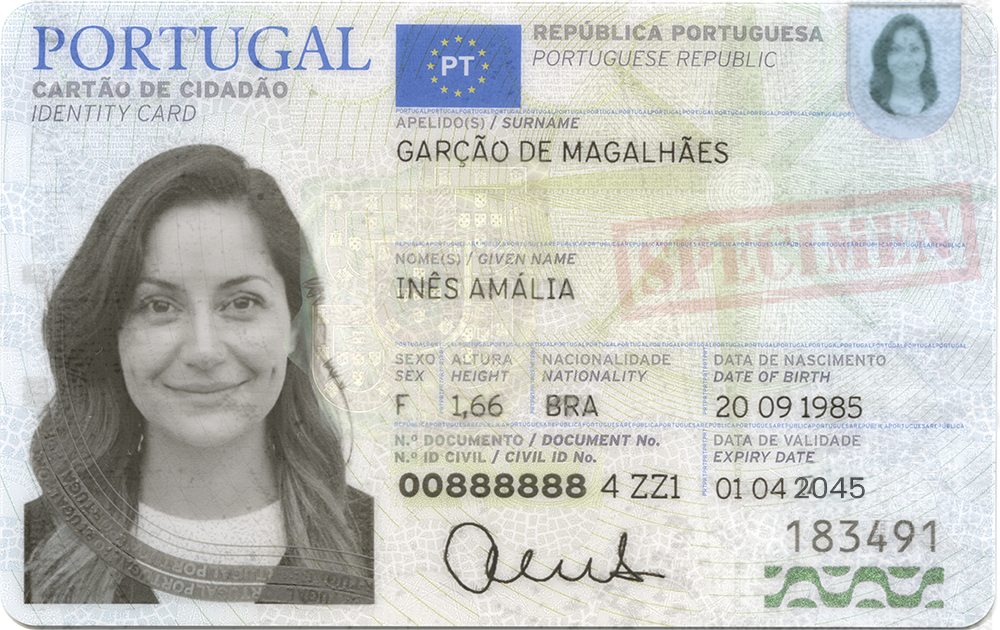 PORTUGAL
CARTÃO DE CIDADÃO
IDENTITY CARD
PT
REPÚBLICA PORTUGUESA
PORTUGUESE REPUBLIC
APELIDO(S) / SURNAME
GARÇÃO DE MAGALHÃES
SPECIMEN
NOME(S) / GIVEN NAME
INÊS AMÁLIA
SEXO ALTURA NACIONALIDADE DATA DE NASCIMENTO
SEX HEIGHT NATIONALITY DATE OF BIRTH
F 1,66 BRA 20 09 1985
N.º DOCUMENTO / DOCUMENT No. DATA DE VALIDADE
N.º ID CIVIL / CIVIL ID No. EXPIRY DATE
00888888 4 ZZ1 01 04 2045
183491